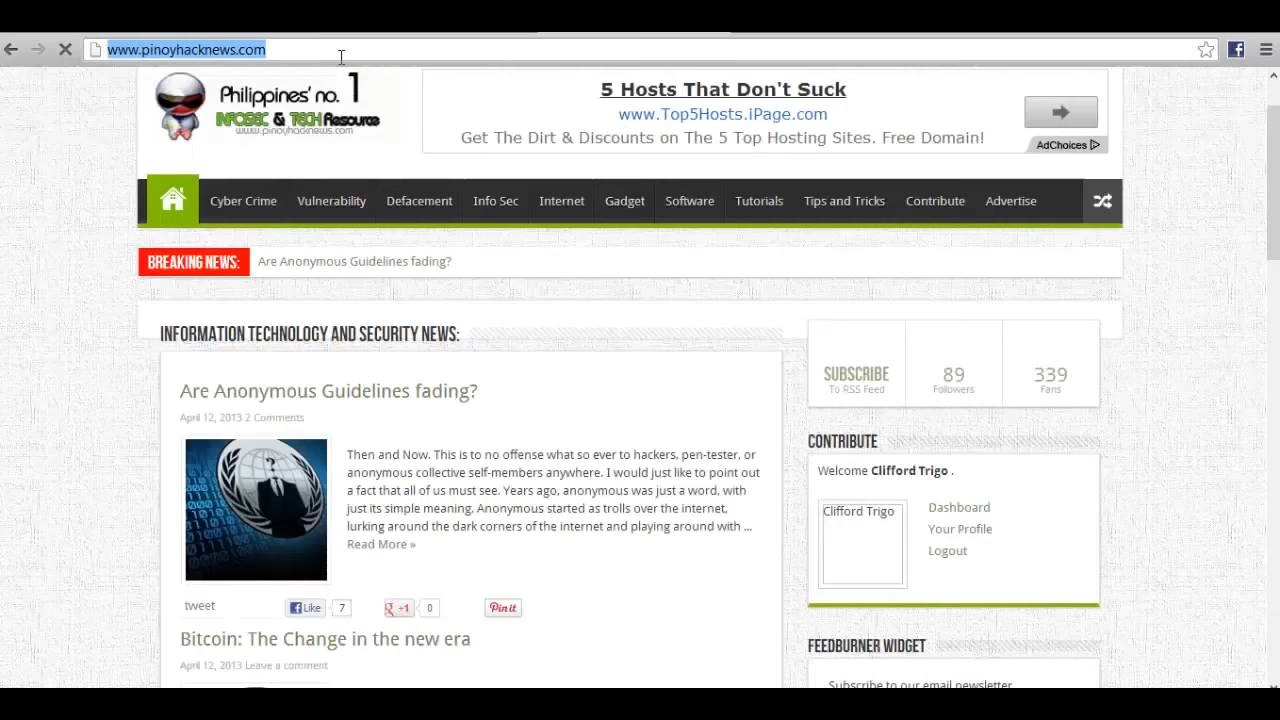 www.pinoyhacknews.com
Philippines' no. 1
INFOSEC & TECH Resource
www.pinoyhacknews.com
5 Hosts That Don't Suck
www.Top5Hosts.iPage.com
Get The Dirt & Discounts on The 5 Top Hosting Sites. Free Domain!
AdChoices
Cyber Crime Vulnerability Defacement Info Sec Internet Gadget Software Tutorials Tips and Tricks Contribute Advertise
BREAKING NEWS: Are Anonymous Guidelines fading?
INFORMATION TECHNOLOGY AND SECURITY NEWS:
Are Anonymous Guidelines fading?
April 12, 2013 2 Comments
Then and Now. This is to no offense what so ever to hackers, pen-tester, or
anonymous collective self-members anywhere. I would just like to point out
a fact that all of us must see. Years ago, anonymous was just a word, with
just its simple meaning. Anonymous started as trolls over the internet,
lurking around the dark corners of the internet and playing around with ...
Read More »
tweet Like 7 +1 0 Pin it
Bitcoin: The Change in the new era
April 12, 2013 Leave a comment
SUBSCRIBE 89 339
To RSS Feed Followers Fans
CONTRIBUTE
Welcome Clifford Trigo .
Clifford Trigo
Dashboard
Your Profile
Logout
FEEDBURNER WIDGET
Subscribe to our email newsletter